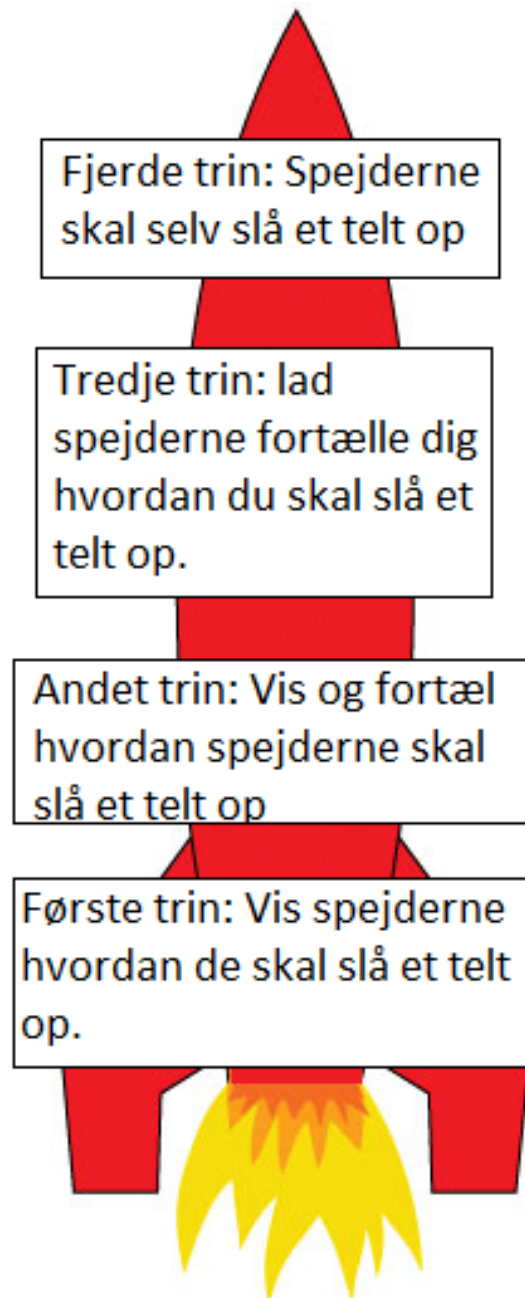 Fjerde trin: Spejderne
skal selv slå et telt op
Tredje trin: lad
spejderne fortælle dig
hvordan du skal slå et
telt op.
Andet trin: Vis og fortæl
hvordan spejderne skal
slå et telt op
Første trin: Vis spejderne
hvordan de skal slå et telt
op.